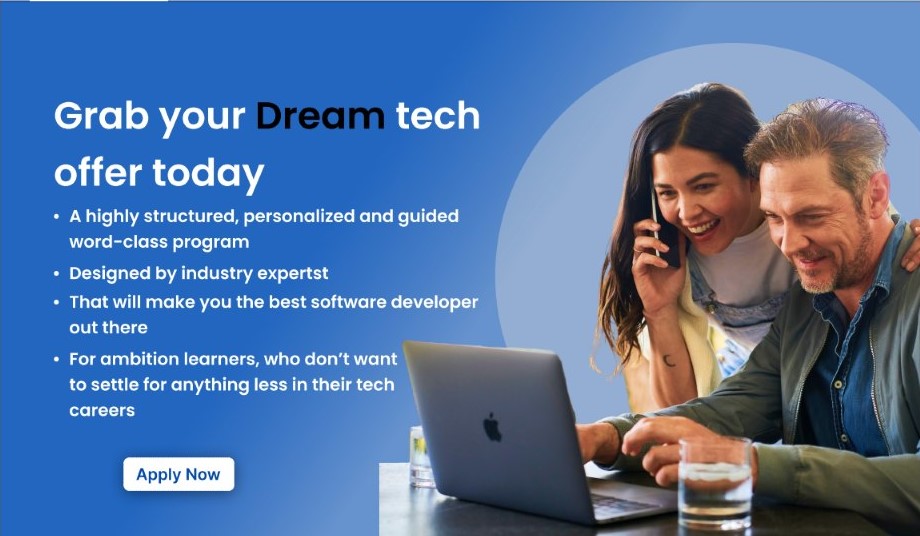 Grab your Dream tech
offer today
• A highly structured, personalized and guided
word-class program
• Designed by industry expertst
• That will make you the best software developer
out there
• For ambition learners, who don't want
to settle for anything less in their tech
careers
Apply Now